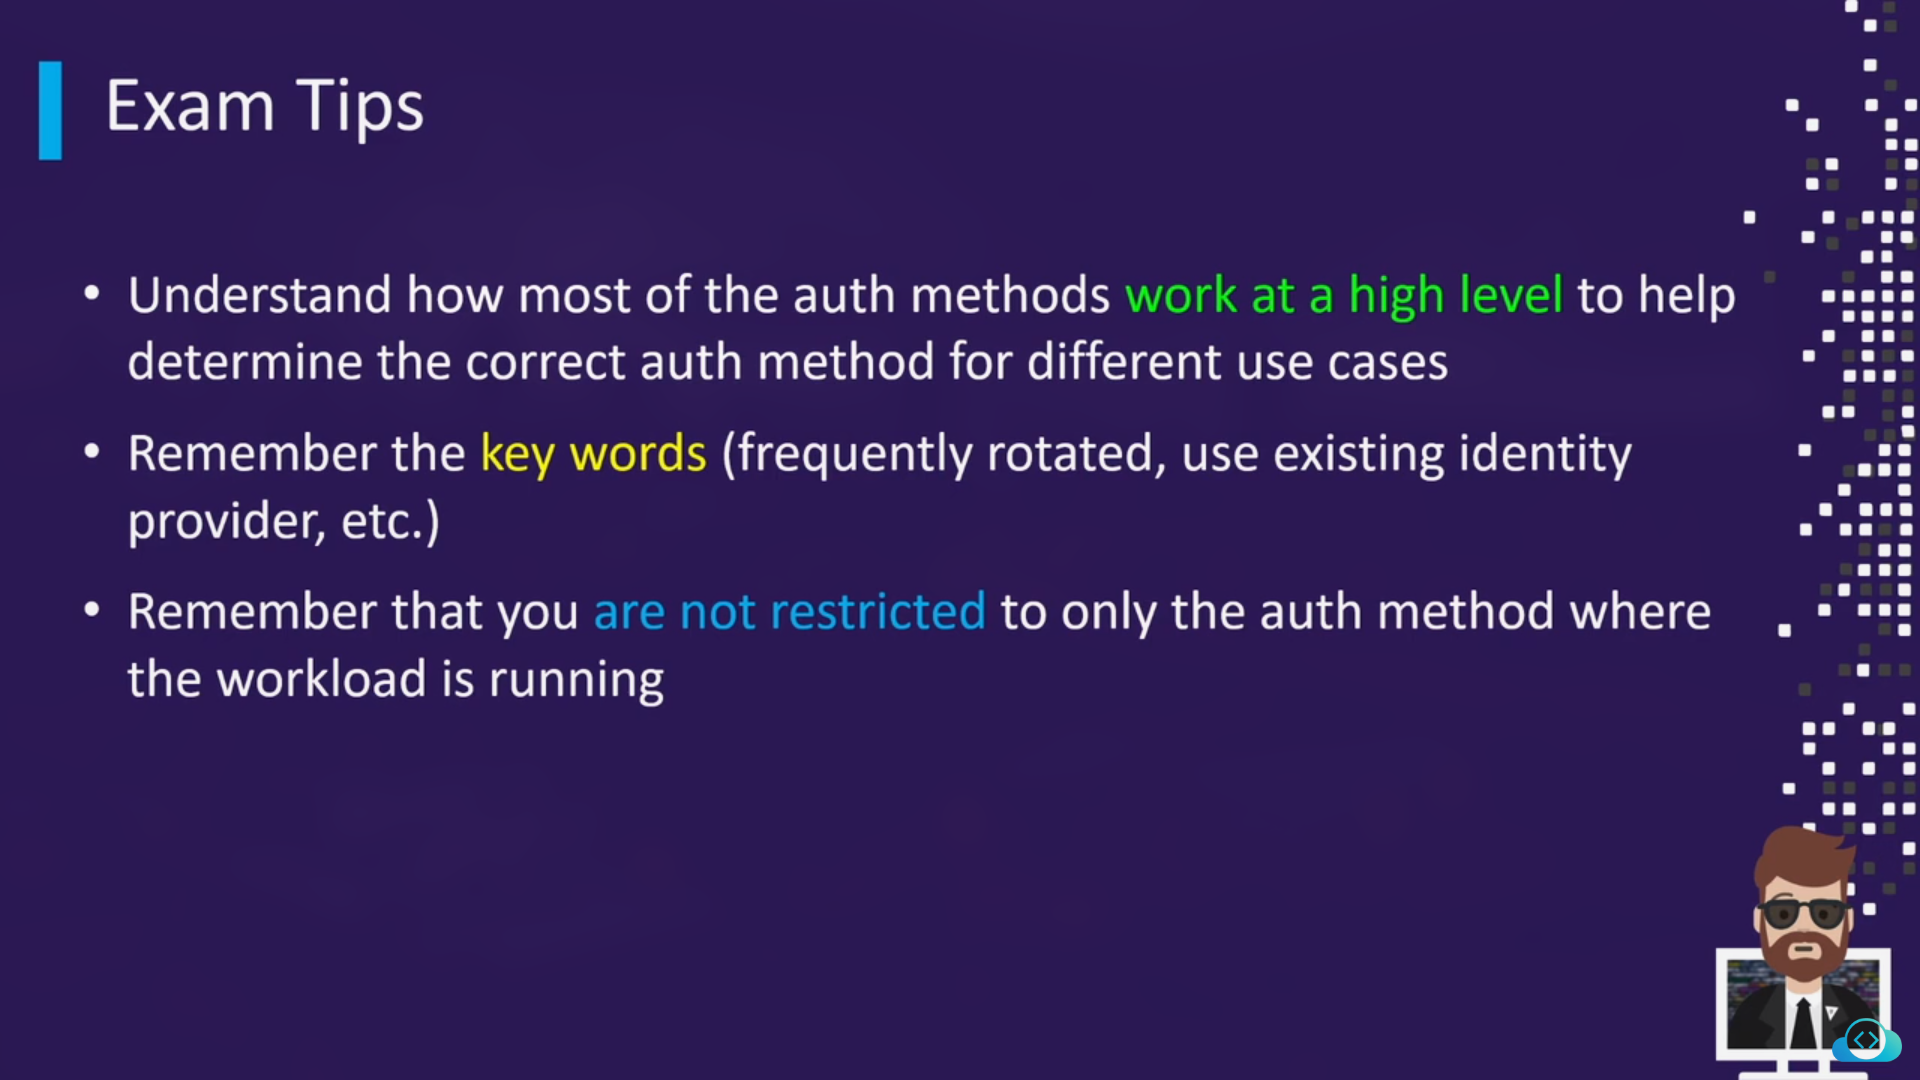 Exam Tips
• Understand how most of the auth methods work at a high level to help
determine the correct auth method for different use cases
• Remember the key words (frequently rotated, use existing identity
provider, etc.)
• Remember that you are not restricted to only the auth method where
the workload is running